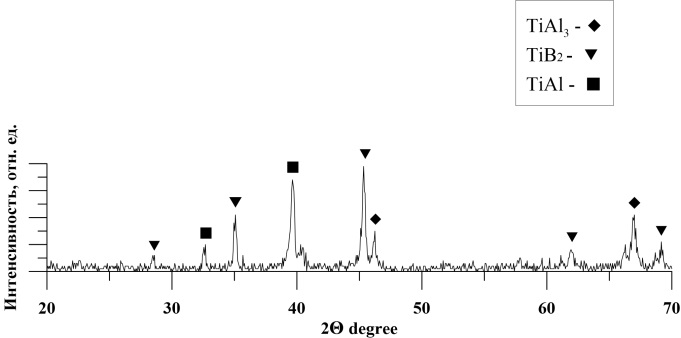 TiAl3 - ◆
TiB2 - ▼
TiAl - ■
Интенсивность, отн. ед.
20 30 40 50 60 70
2Θ degree